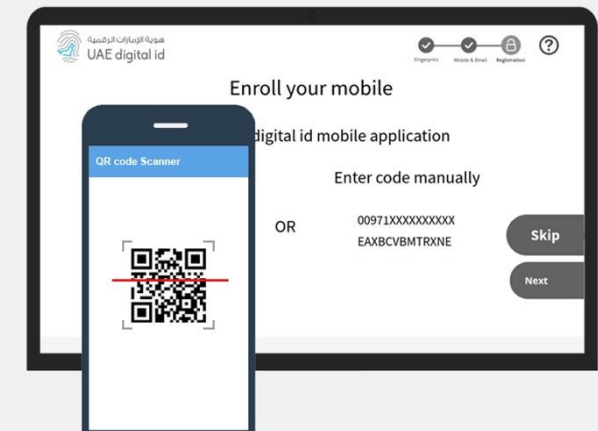 هوية الإمارات الرقمية
UAE digital id
Fingerprint
Mobile & Email
Registration
?
Enroll your mobile
digital id mobile application
QR code Scanner
Enter code manually
OR
00971XXXXXXXXXX
EAXBCVBMTRXNE
Skip
Next